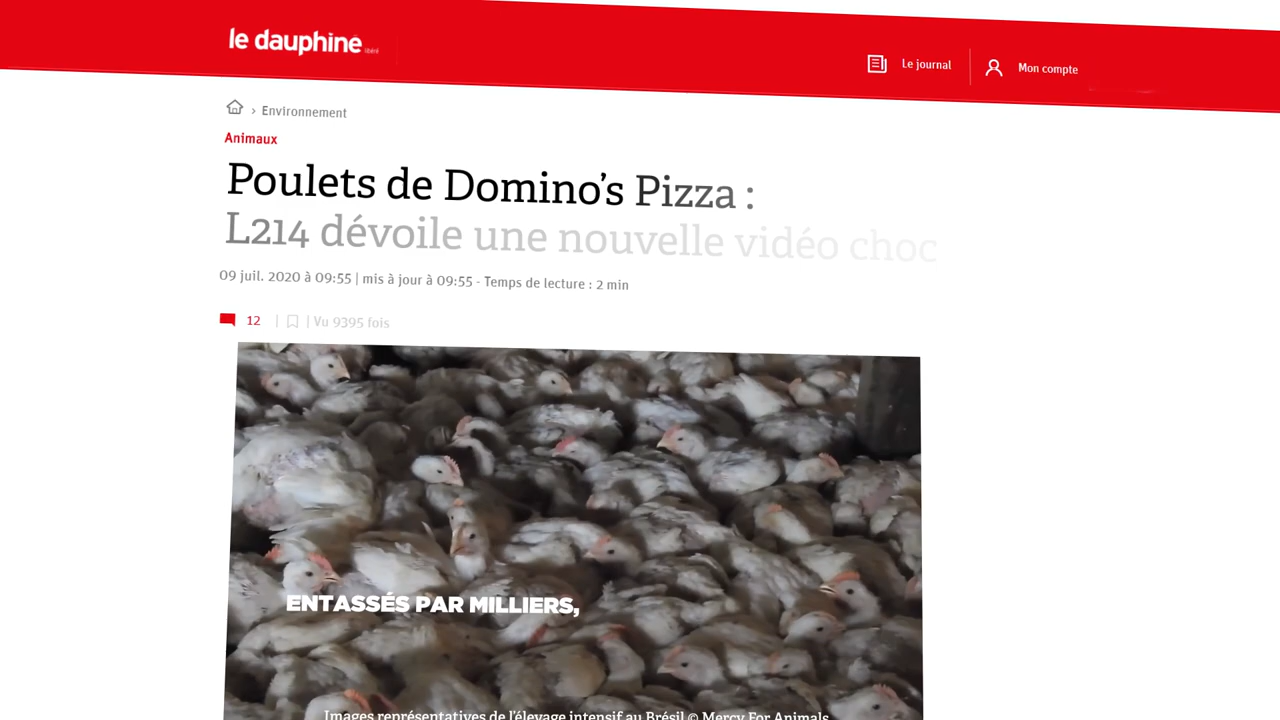 le dauphiné libéré
Le journal
Mon compte
> Environnement
Animaux
Poulets de Domino's Pizza :
L214 dévoile une nouvelle vidéo choc
09 juil. 2020 à 09:55 | mis à jour à 09:55 - Temps de lecture : 2 min
12 | | Vu 9395 fois
ENTASSÉS PAR MILLIERS,
Images représentatives de l'élevage intensif au Brésil © Mercy For Animals